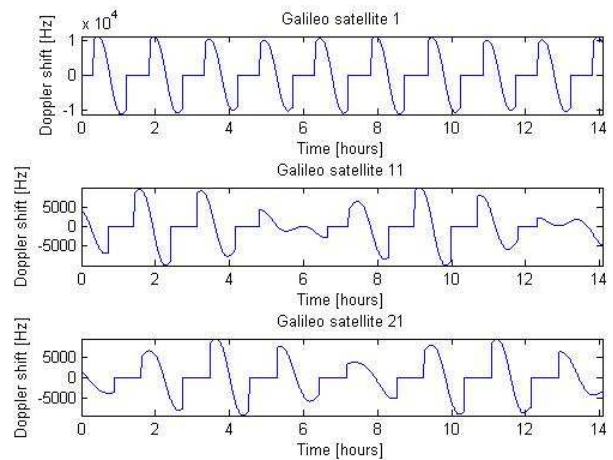 Galileo satellite 1
x 10^4
Doppler shift [Hz]
1
0
-1
0 2 4 6 8 10 12 14
Time [hours]
Galileo satellite 11
Doppler shift [Hz]
5000
0
-5000
0 2 4 6 8 10 12 14
Time [hours]
Galileo satellite 21
Doppler shift [Hz]
5000
0
-5000
0 2 4 6 8 10 12 14
Time [hours]